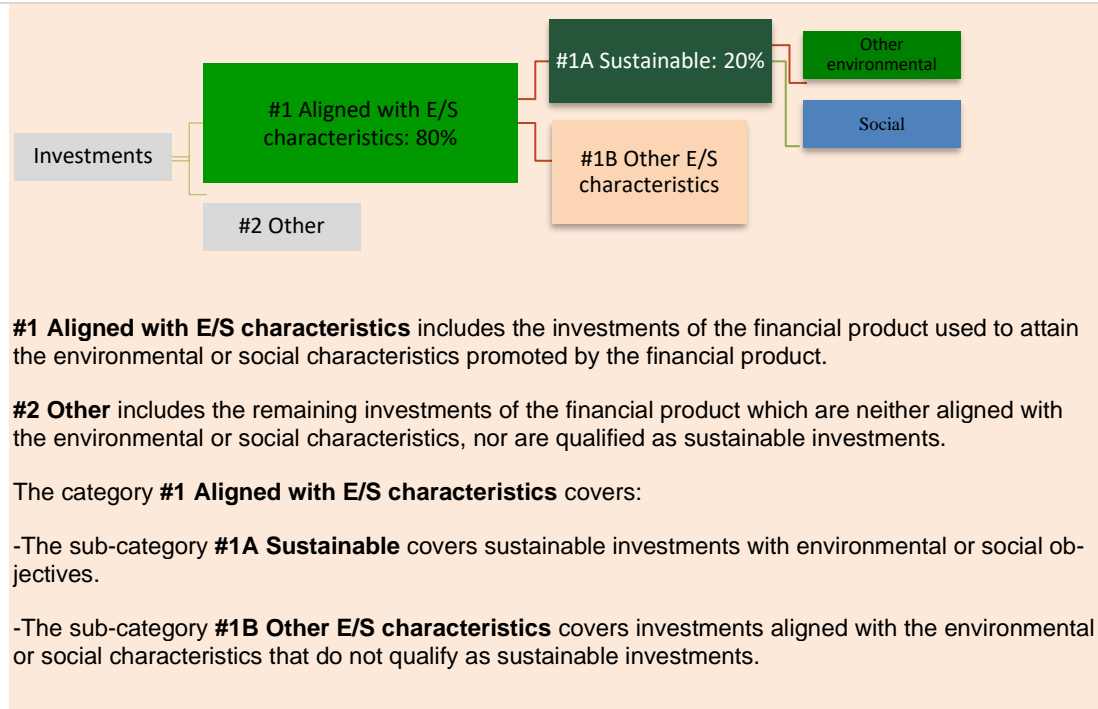 Investments
#1 Aligned with E/S
characteristics: 80%
#2 Other
#1A Sustainable: 20%
#1B Other E/S
characteristics
Other
environmental
Social
#1 Aligned with E/S characteristics includes the investments of the financial product used to attain
the environmental or social characteristics promoted by the financial product.
#2 Other includes the remaining investments of the financial product which are neither aligned with
the environmental or social characteristics, nor are qualified as sustainable investments.
The category #1 Aligned with E/S characteristics covers:
-The sub-category #1A Sustainable covers sustainable investments with environmental or social ob-
jectives.
-The sub-category #1B Other E/S characteristics covers investments aligned with the environmental
or social characteristics that do not qualify as sustainable investments.